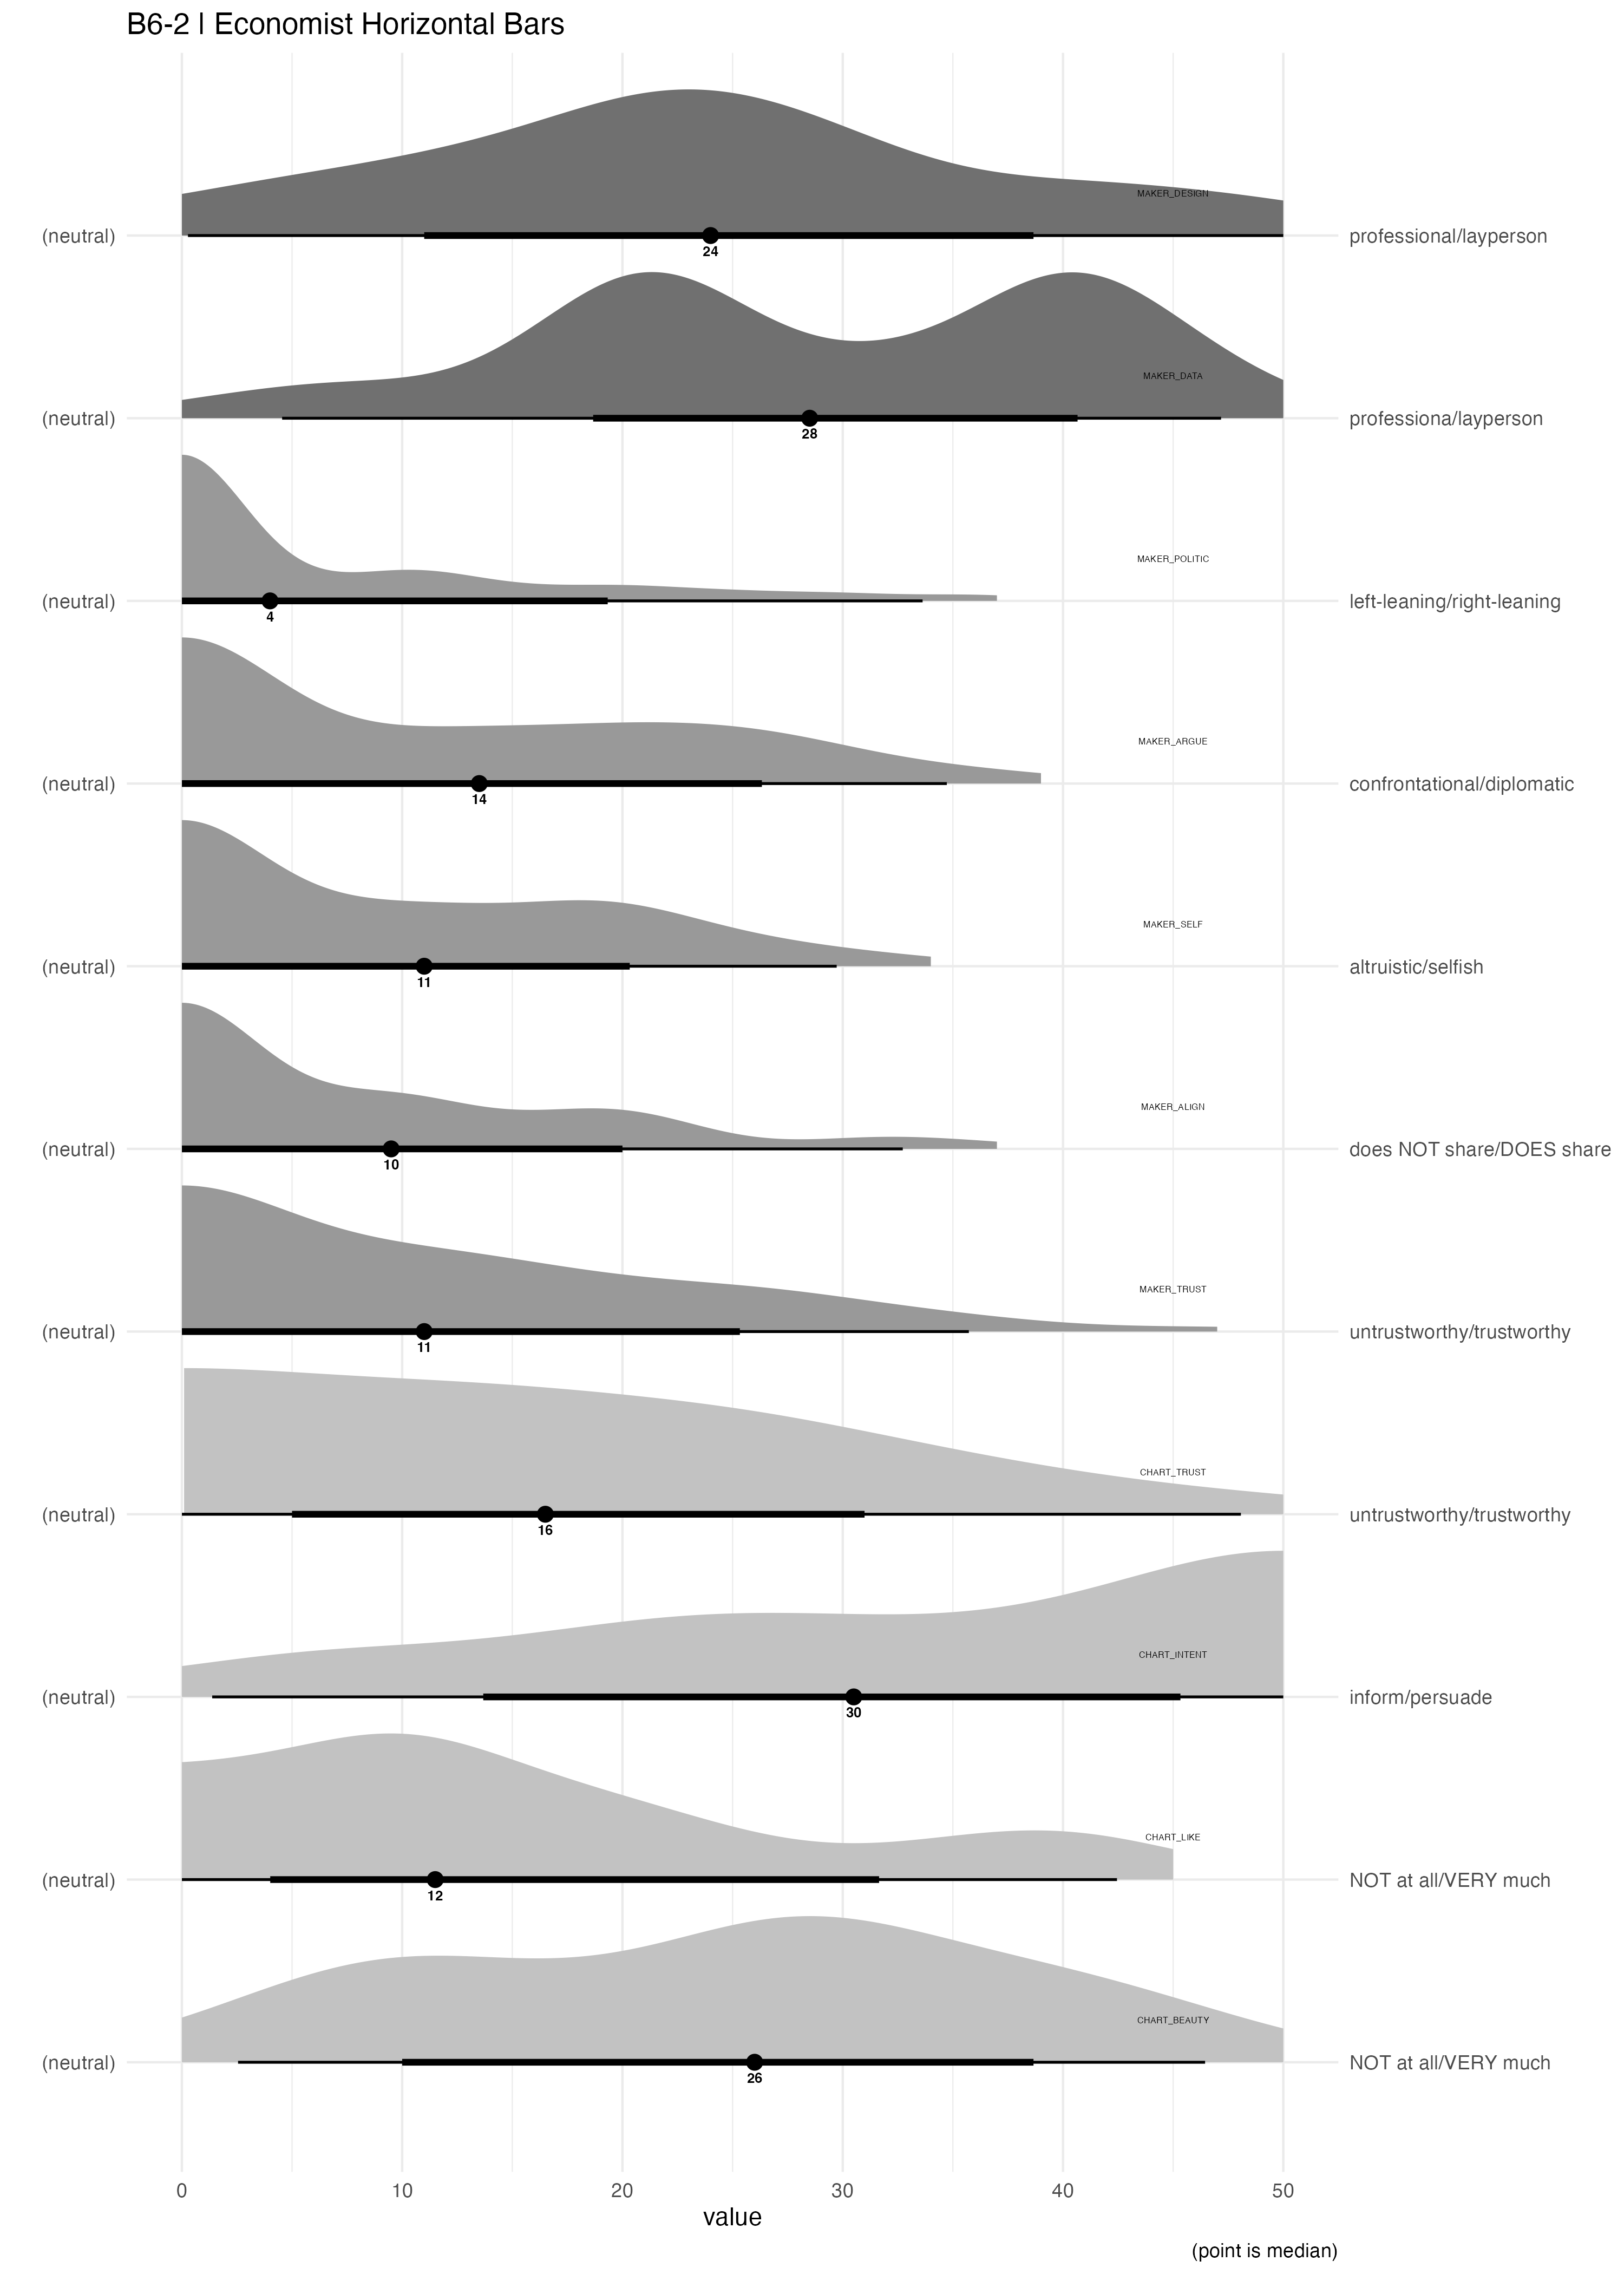 B6-2 | Economist Horizontal Bars
MAKER_DESIGN
(neutral) professional/layperson
24
MAKER_DATA
(neutral) professiona/layperson
28
MAKER_POLITIC
(neutral) left-leaning/right-leaning
4
MAKER_ARGUE
(neutral) confrontational/diplomatic
14
MAKER_SELF
(neutral) altruistic/selfish
11
MAKER_ALIGN
(neutral) does NOT share/DOES share
10
MAKER_TRUST
(neutral) untrustworthy/trustworthy
11
CHART_TRUST
(neutral) untrustworthy/trustworthy
16
CHART_INTENT
(neutral) inform/persuade
30
CHART_LIKE
(neutral) NOT at all/VERY much
12
CHART_BEAUTY
(neutral) NOT at all/VERY much
26
0 10 20 30 40 50
value
(point is median)